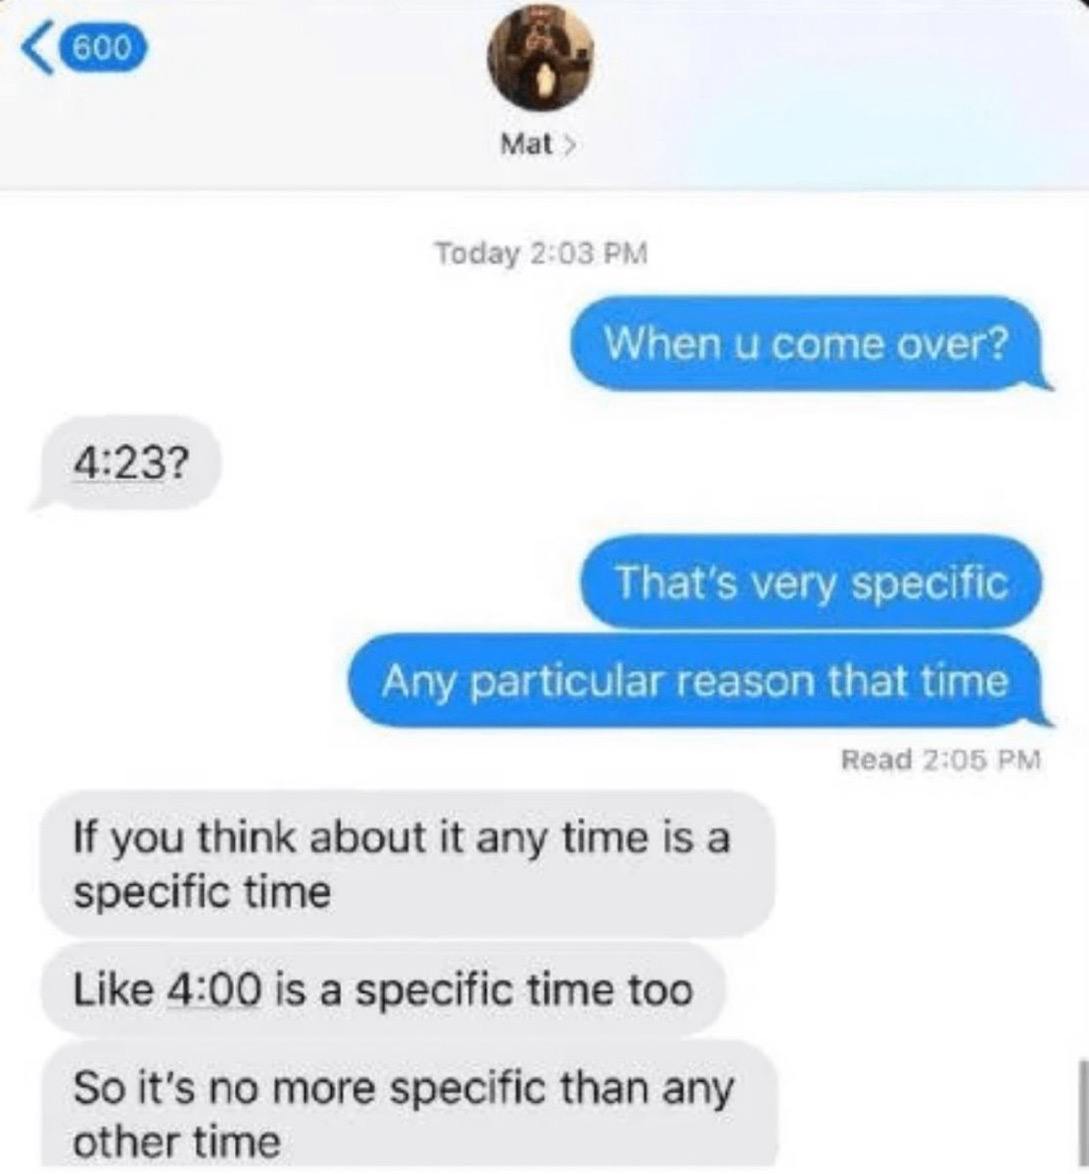 600
Mat >
Today 2:03 PM
When u come over?
4:23?
That's very specific
Any particular reason that time
Read 2:05 PM
If you think about it any time is a
specific time
Like 4:00 is a specific time too
So it's no more specific than any
other time